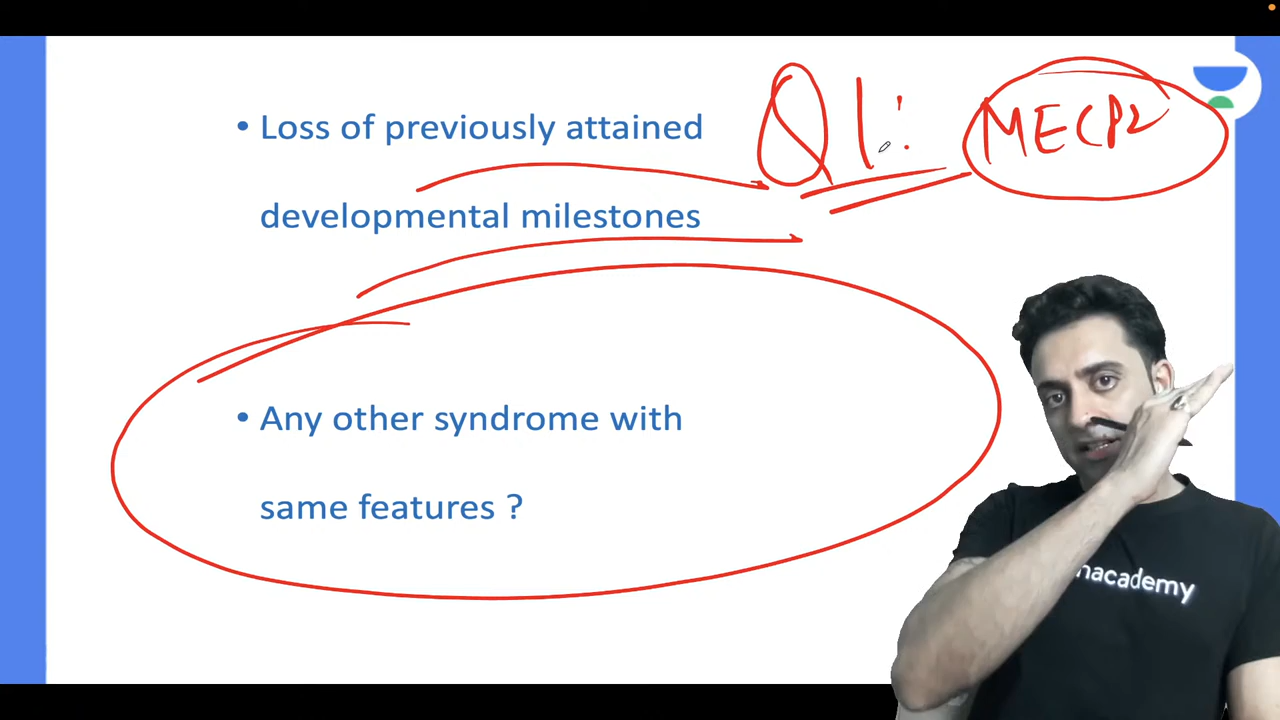 • Loss of previously attained
developmental milestones
Q1:
MECP2
• Any other syndrome with
same features ?
nacademy